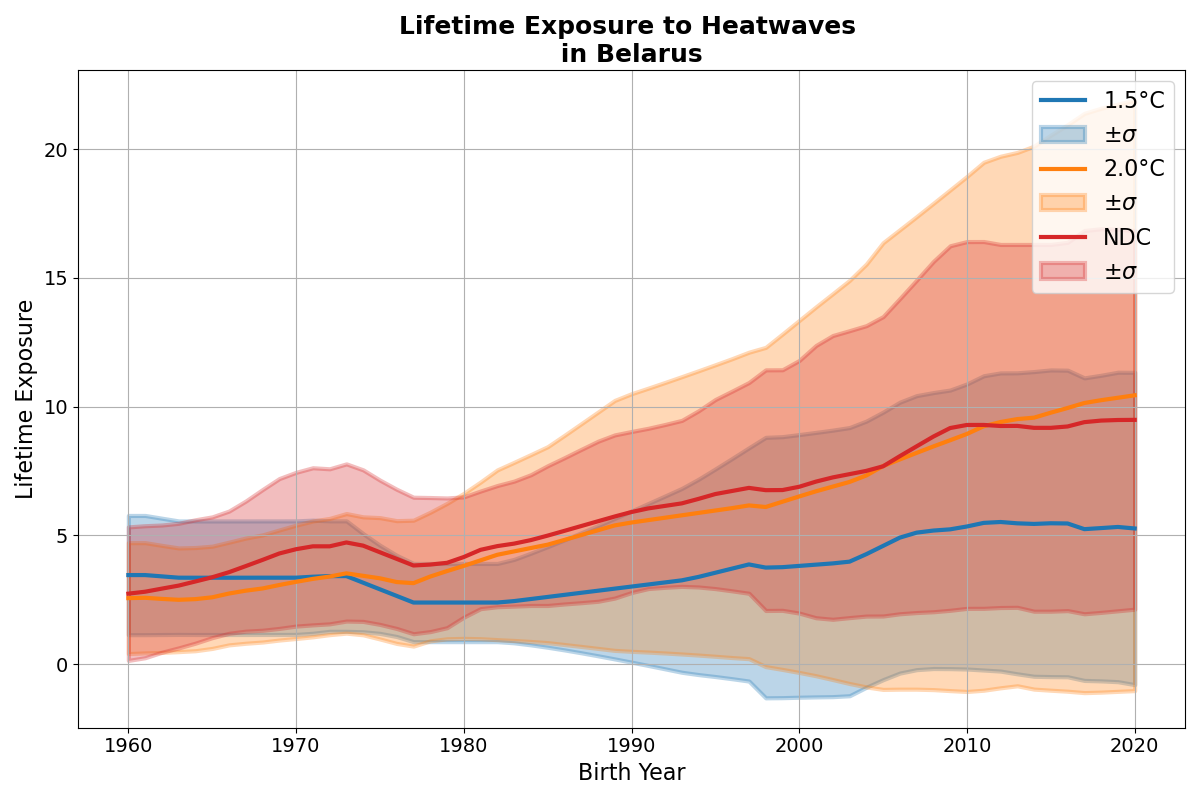 Lifetime Exposure to Heatwaves
in Belarus
1.5°C
±σ
2.0°C
±σ
NDC
±σ
Lifetime Exposure
20
15
10
5
0
1960
1970
1980
1990
2000
2010
2020
Birth Year